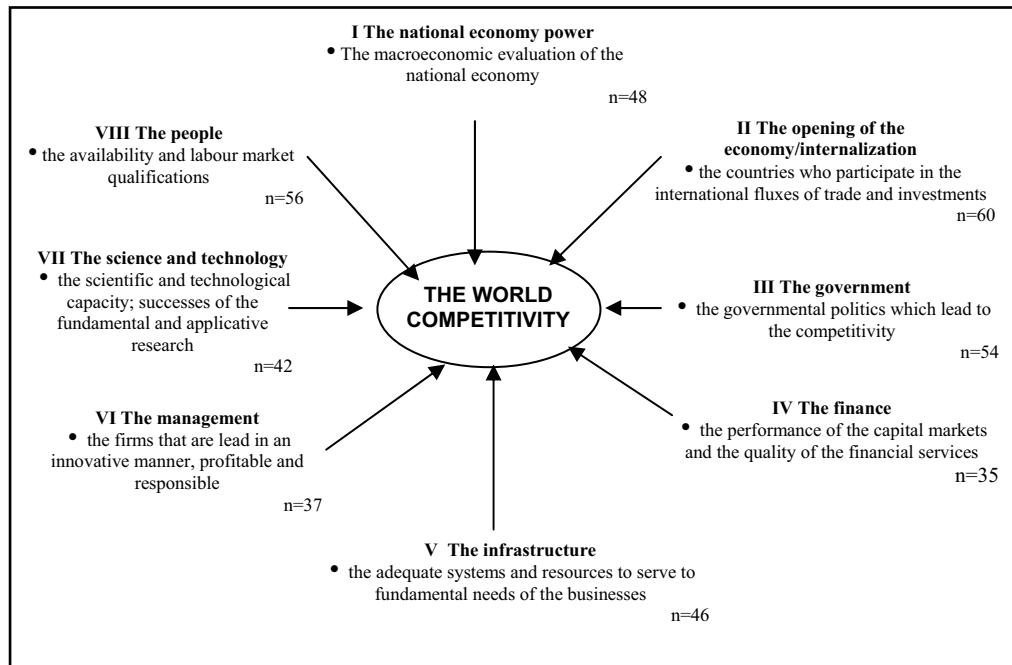 I The national economy power
• The macroeconomic evaluation of the
national economy
n=48
II The opening of the
economy/internalization
• the countries who participate in the
international fluxes of trade and investments
n=60
III The government
• the governmental politics which lead to
the competitivity
n=54
IV The finance
• the performance of the capital markets
and the quality of the financial services
n=35
V The infrastructure
• the adequate systems and resources to serve to
fundamental needs of the businesses
n=46
VI The management
• the firms that are lead in an
innovative manner, profitable and
responsible
n=37
VII The science and technology
• the scientific and technological
capacity; successes of the
fundamental and applicative
research
n=42
VIII The people
• the availability and labour market
qualifications
n=56
THE WORLD
COMPETITIVITY